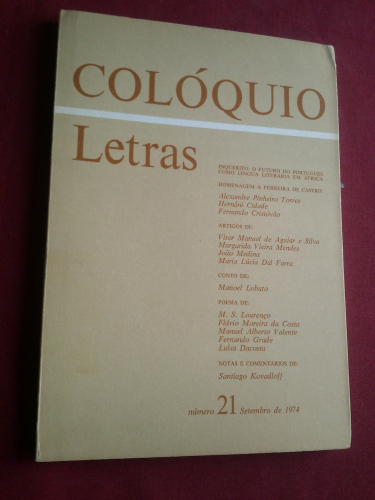 COLÓQUIO
Letras
INQUÉRITO: O FUTURO DO PORTUGUÊS
COMO LÍNGUA LITERÁRIA EM ÁFRICA
HOMENAGEM A FERREIRA DE CASTRO:
Alexandre Pinheiro Torres
Hernâni Cidade
Fernando Cristóvão
ARTIGOS DE:
Vítor Manuel de Aguiar e Silva
Margarida Vieira Mendes
João Medina
Maria Lúcia Dal Farra
CONTO DE:
Manoel Lobato
POESIA DE:
M. S. Lourenço
Flávio Moreira da Costa
Manuel Alberto Valente
Fernando Grade
Luísa Dacosta
NOTAS E COMENTÁRIOS DE:
Santiago Kovadloff
número 21 Setembro de 1974